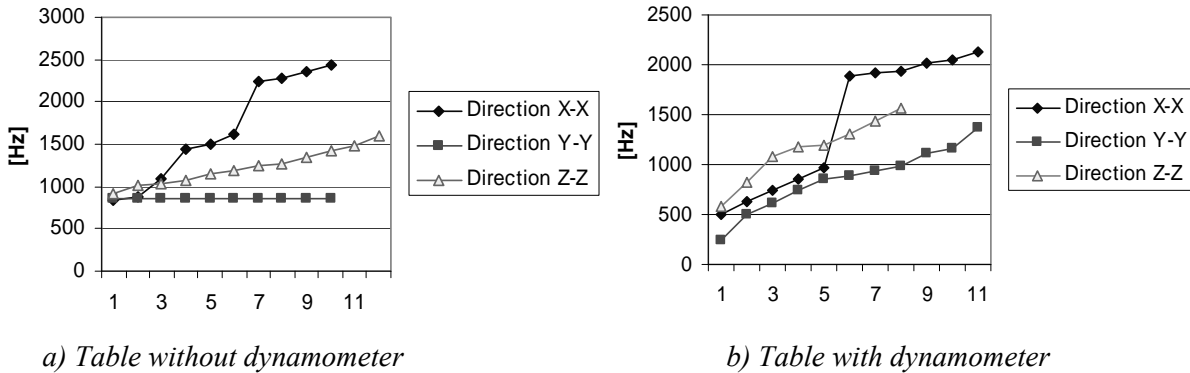 3000
2500
2000
1500
1000
500
0
[Hz]
1 3 5 7 9 11
Direction X-X
Direction Y-Y
Direction Z-Z
a) Table without dynamometer
2500
2000
1500
1000
500
0
[Hz]
1 3 5 7 9 11
Direction X-X
Direction Y-Y
Direction Z-Z
b) Table with dynamometer